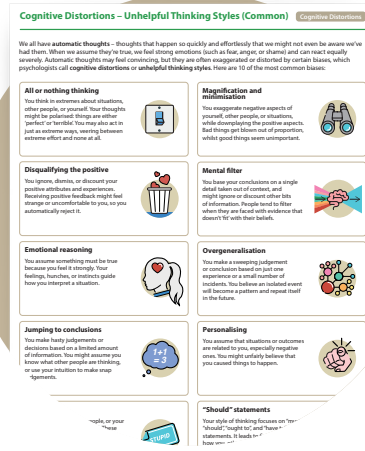 Cognitive Distortions – Unhelpful Thinking Styles (Common)
Cognitive Distortions
We all have automatic thoughts – thoughts that happen so quickly and effortlessly that we might not even be aware we've
had them. When we assume they're true, we feel strong emotions (such as fear, anger, or shame) and can react equally
severely. Automatic thoughts may feel convincing, but they are often exaggerated or distorted by certain biases, which
psychologists call cognitive distortions or unhelpful thinking styles. Here are 10 of the most common biases:
All or nothing thinking
You think in extremes about situations,
other people, or yourself. Your thoughts
might be polarised: things are either
'perfect' or 'terrible'. You may also act in
just as extreme ways, veering between
extreme effort and none at all.
Magnification and
minimisation
You exaggerate negative aspects of
yourself, other people, or situations,
while downplaying the positive aspects.
Bad things get blown out of proportion,
whilst good things seem unimportant.
Disqualifying the positive
You ignore, dismiss, or discount your
positive attributes and experiences.
Receiving positive feedback might feel
strange or uncomfortable to you, so you
automatically reject it.
Mental filter
You base your conclusions on a single
detail taken out of context, and
might ignore or discount other bits
of information. People tend to filter
when they are faced with evidence that
doesn't fit with their beliefs.
Emotional reasoning
You assume something must be true
because you feel it strongly. Your
feelings, hunches, or instincts guide
how you interpret a situation.
Overgeneralisation
You make a sweeping judgement
or conclusion based on just one
experience or a small number of
incidents. You believe an isolated event
will become a pattern and repeat itself
in the future.
Jumping to conclusions
You make hasty judgements or
decisions based on a limited amount
of information. You might assume you
know what other people are thinking,
or use your intuition to make snap
1+1
= 3
Personalising
You assume that situations or outcomes
are related to you, especially negative
ones. You might unfairly believe that
you caused things to happen.
or your
STUPID
"Should" statements
Your style of thinking focuses on
"should", "ought to", and
statements. It leads to
how